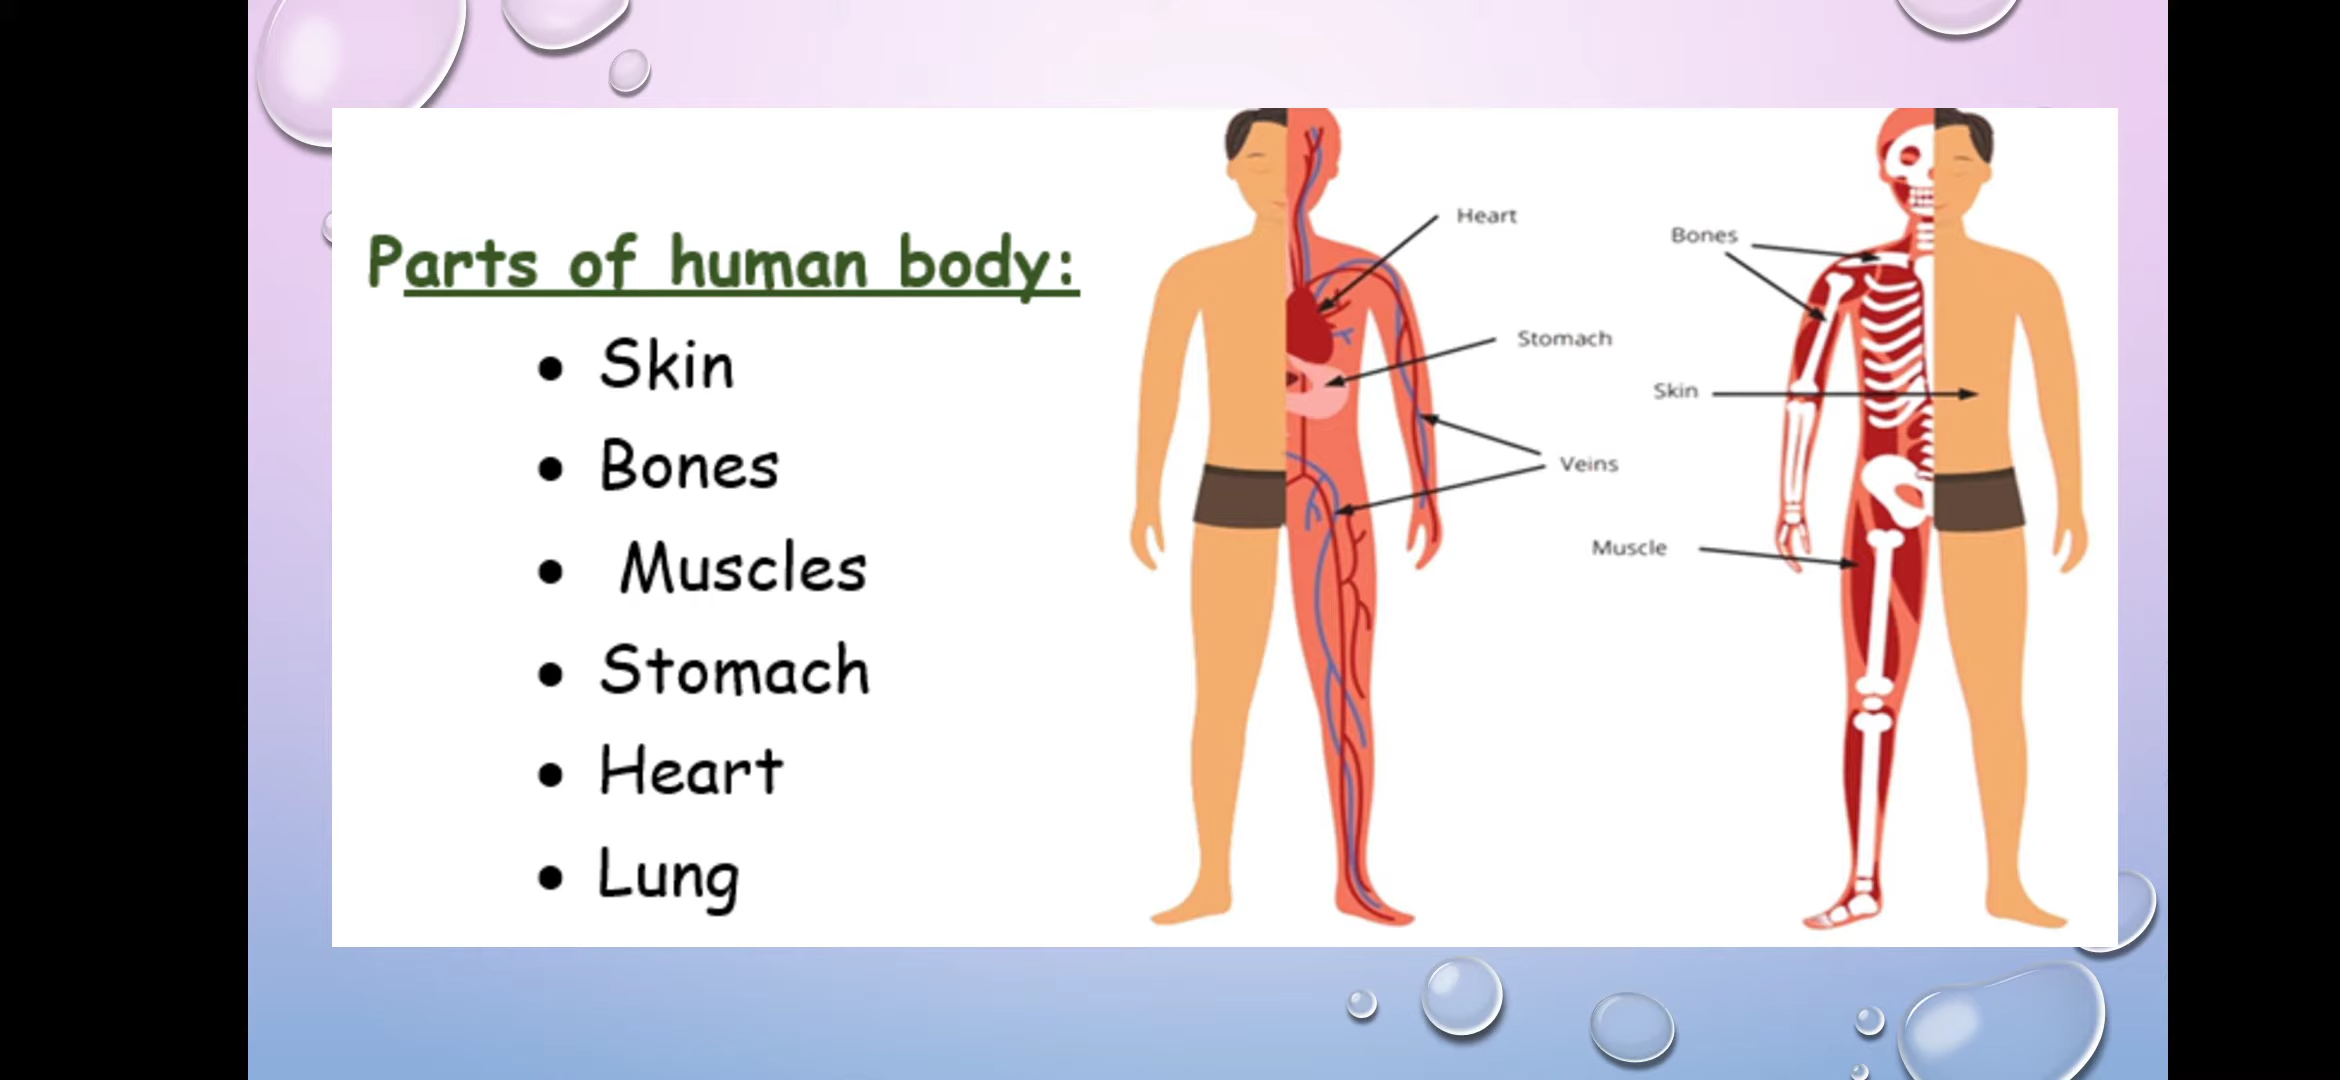 Parts of human body:
• Skin
• Bones
• Muscles
• Stomach
• Heart
• Lung
Heart
Stomach
Veins
Bones
Skin
Muscle